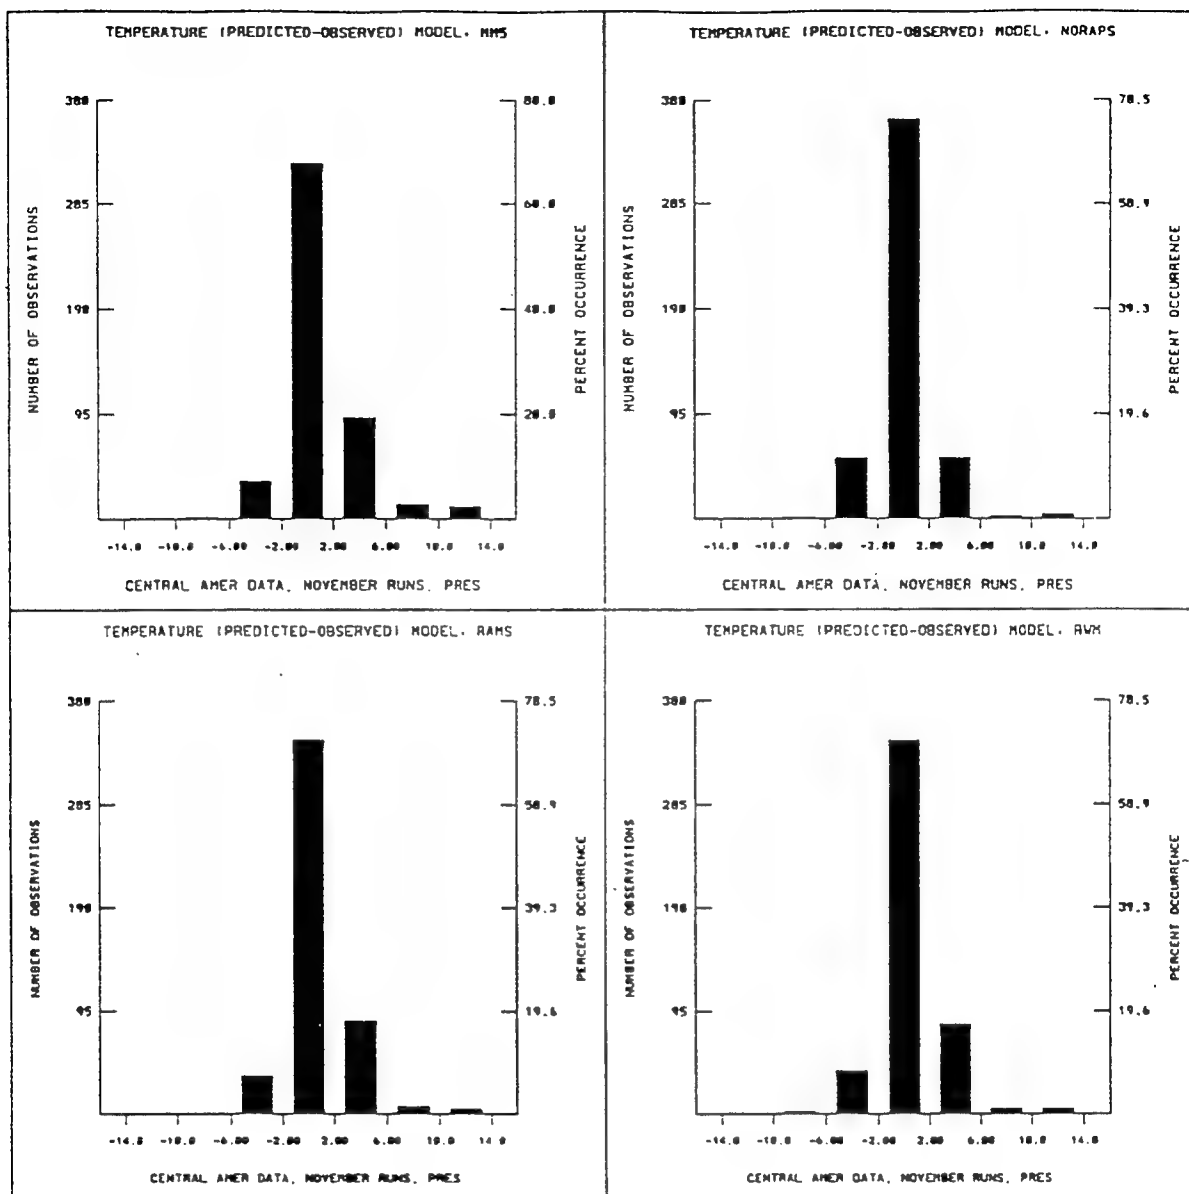 TEMPERATURE (PREDICTED-OBSERVED) MODEL. MM5
380
285
190
95
NUMBER OF OBSERVATIONS
80.0
60.0
40.0
20.0
PERCENT OCCURRENCE
-14.0 -10.0 -6.00 -2.00 2.00 6.00 10.0 14.0
CENTRAL AMER DATA, NOVEMBER RUNS, PRES
TEMPERATURE (PREDICTED-OBSERVED) MODEL. NORAPS
380
285
190
95
NUMBER OF OBSERVATIONS
78.5
58.9
39.3
19.6
PERCENT OCCURRENCE
-14.0 -10.0 -6.00 -2.00 2.00 6.00 10.0 14.0
CENTRAL AMER DATA, NOVEMBER RUNS, PRES
TEMPERATURE (PREDICTED-OBSERVED) MODEL. RAMS
380
285
190
95
NUMBER OF OBSERVATIONS
78.5
58.9
39.3
19.6
PERCENT OCCURRENCE
-14.0 -10.0 -6.00 -2.00 2.00 6.00 10.0 14.0
CENTRAL AMER DATA, NOVEMBER RUNS, PRES
TEMPERATURE (PREDICTED-OBSERVED) MODEL. RWM
380
285
190
95
NUMBER OF OBSERVATIONS
78.5
58.9
39.3
19.6
PERCENT OCCURRENCE
-14.0 -10.0 -6.00 -2.00 2.00 6.00 10.0 14.0
CENTRAL AMER DATA, NOVEMBER RUNS, PRES